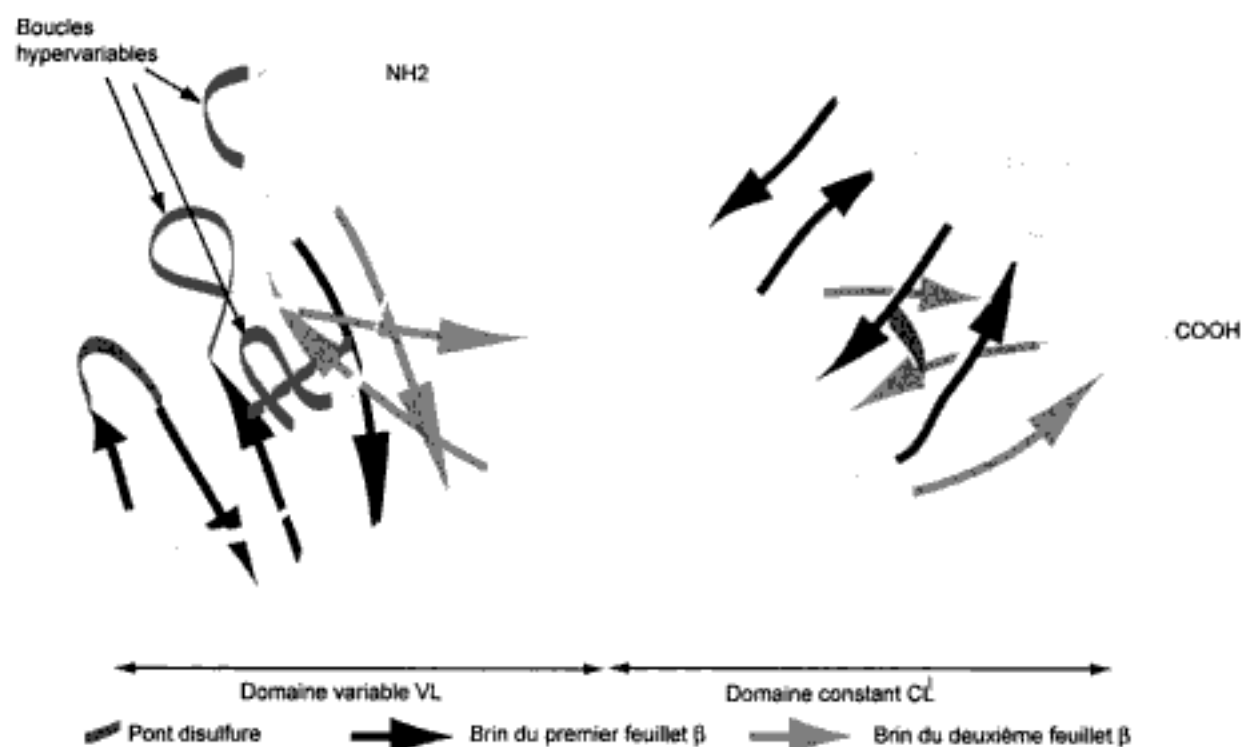 Boucles
hypervariables
NH2
COOH
Domaine variable VL
Domaine constant CL
Pont disulfure
Brin du premier feuillet β
Brin du deuxième feuillet β